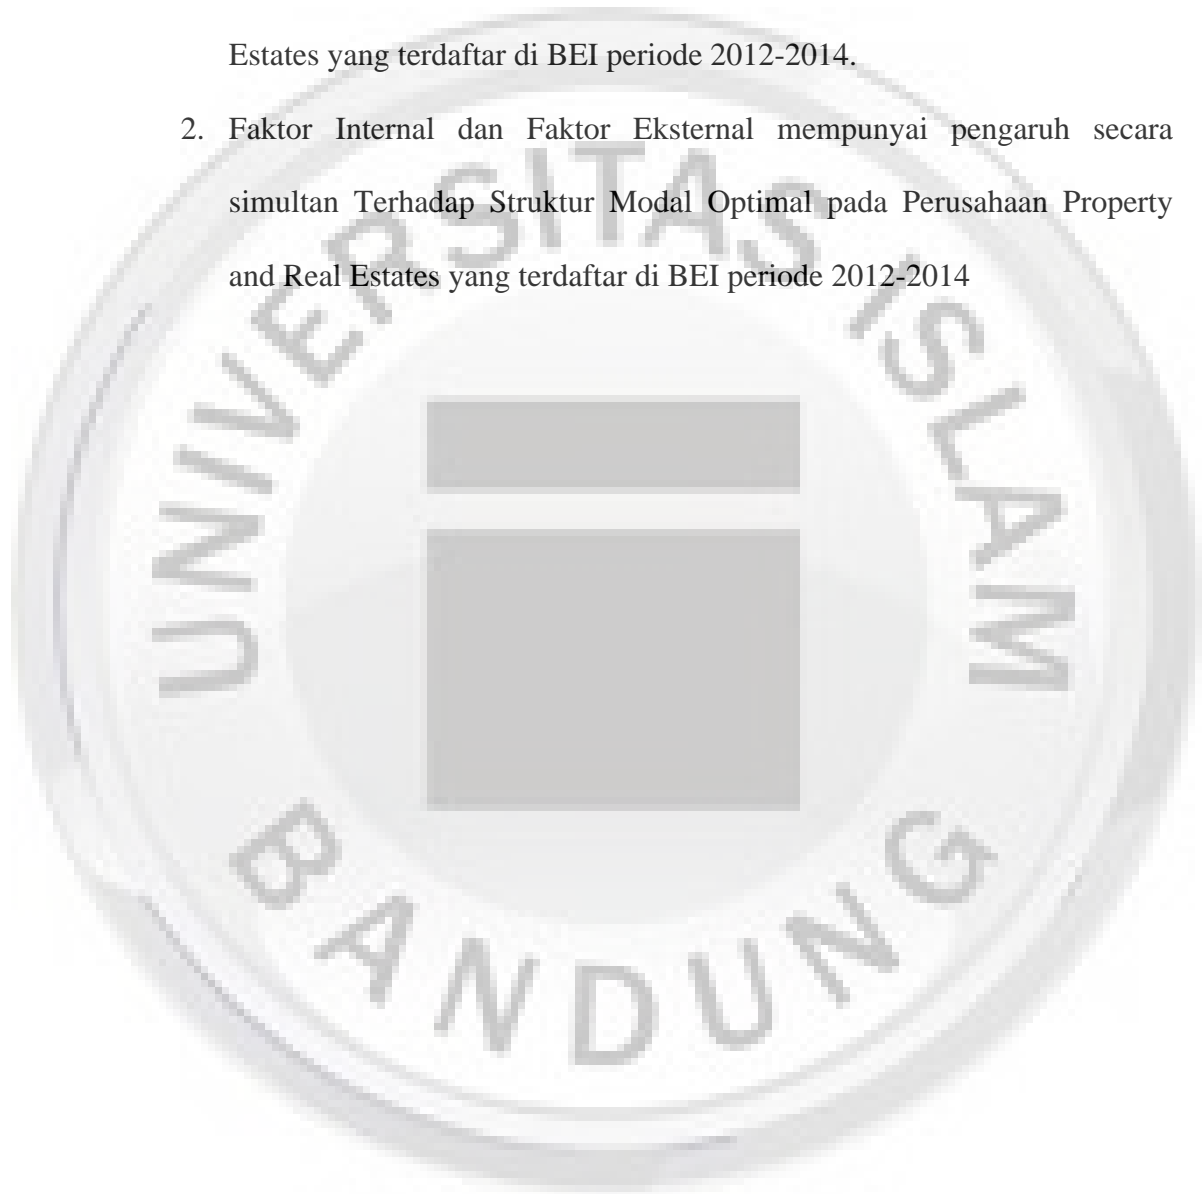 Estates yang terdaftar di BEI periode 2012-2014.
2. Faktor Internal dan Faktor Eksternal mempunyai pengaruh secara
simultan Terhadap Struktur Modal Optimal pada Perusahaan Property
and Real Estates yang terdaftar di BEI periode 2012-2014
UNIVERSITAS ISLAM
BANDUNG